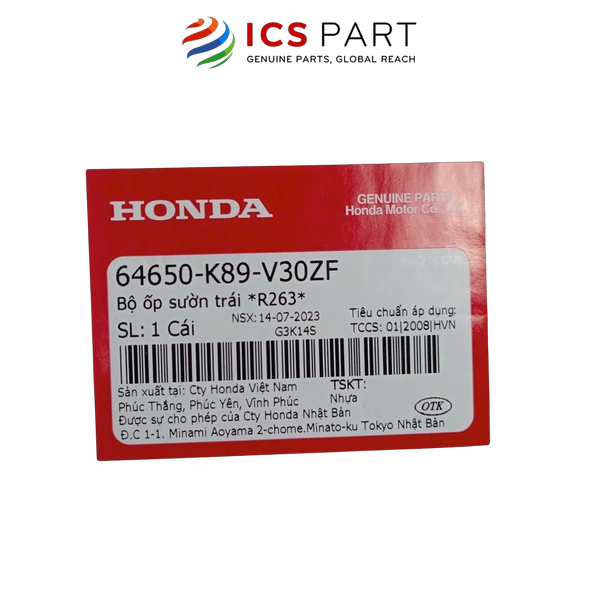 ICS PART
GENUINE PARTS, GLOBAL REACH
HONDA
GENUINE PARTS
Honda Motor Co.,
HONDA
64650-K89-V30ZF
Bộ ốp sườn trái *R263*
NSX: 14-07-2023
Tiêu chuẩn áp dụng:
SL: 1 Cái
G3K14S
TCCS: 01|2008|HVN
Sản xuất tại: Cty Honda Việt Nam
TSKT:
Phúc Thắng, Phúc Yên, Vĩnh Phúc
Nhựa
Được sự cho phép của Cty Honda Nhật Bản
OTK
Đ.C 1-1. Minami Aoyama 2-chome.Minato-ku Tokyo Nhật Bản